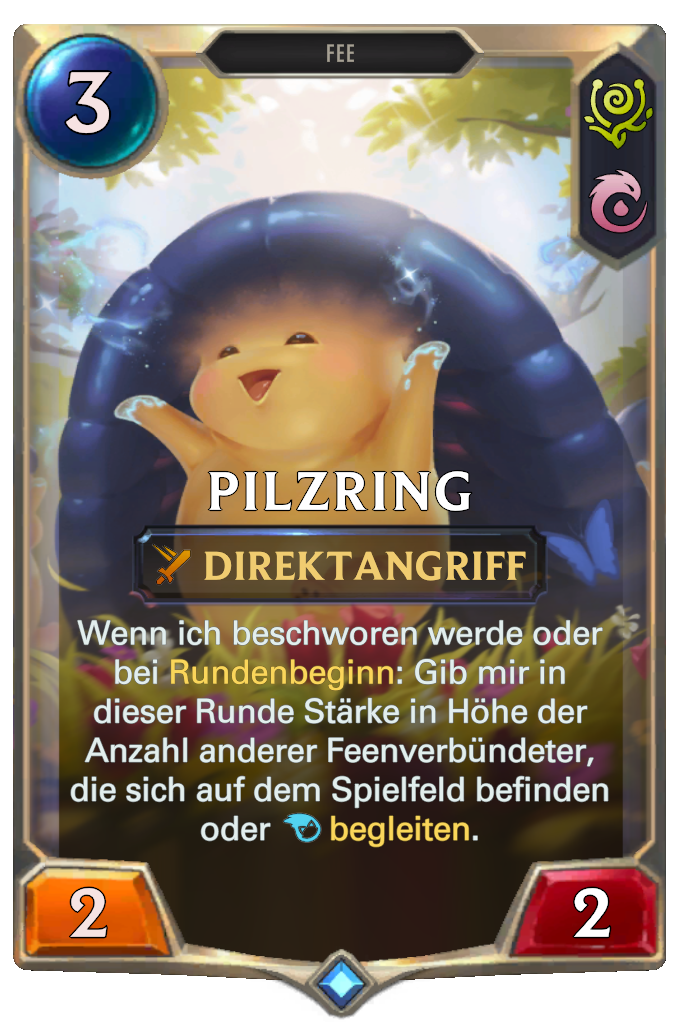 FEE
3
PILZRING
DIREKTANGRIFF
Wenn ich beschworen werde oder
bei Rundenbeginn: Gib mir in
dieser Runde Stärke in Höhe der
Anzahl anderer Feenverbündeter,
die sich auf dem Spielfeld befinden
oder begleiten.
2 2